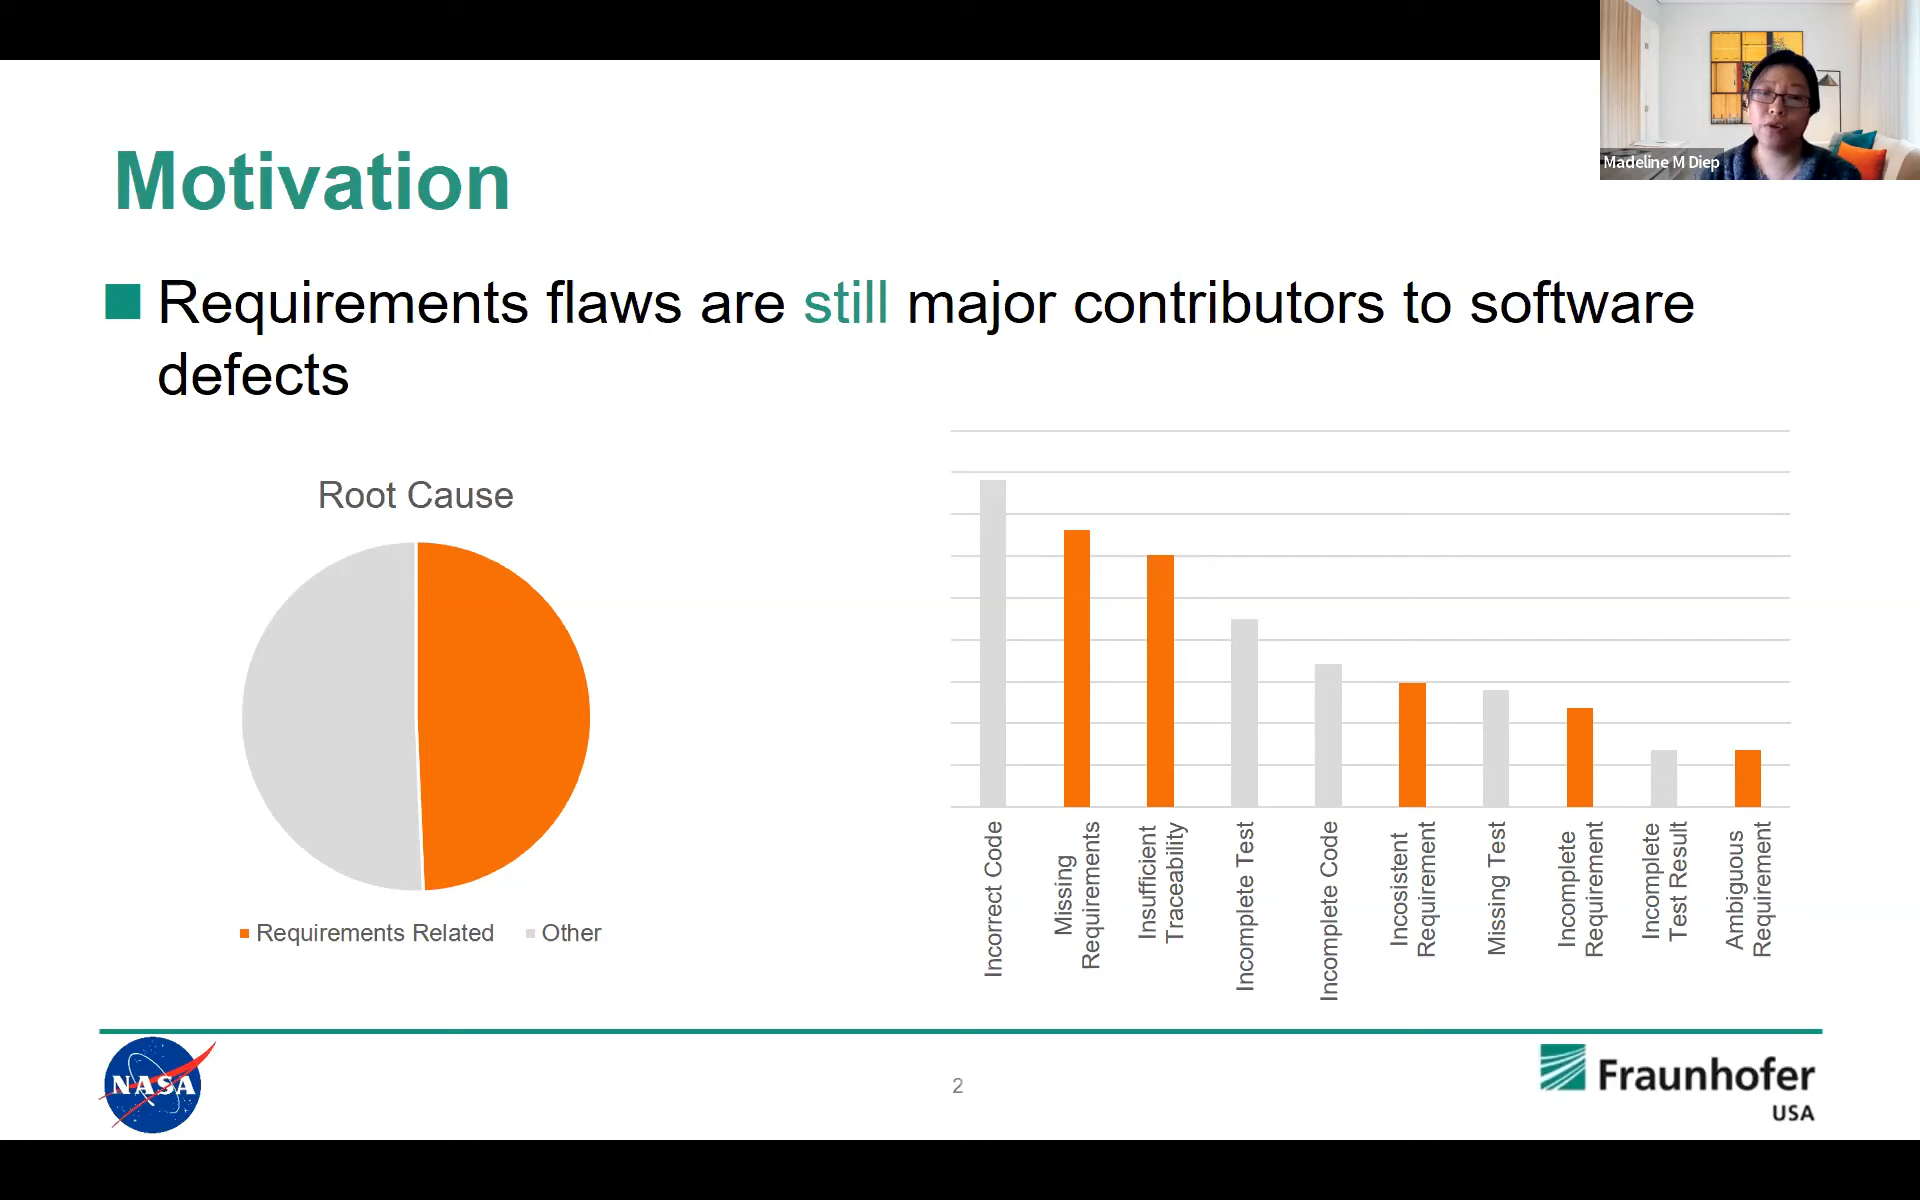 Madeline M Diep
Motivation
Requirements flaws are still major contributors to software
defects
Root Cause
Requirements Related
Other
Incorrect Code
Missing
Requirements
Insufficient
Traceability
Incomplete Test
Incomplete Code
Incosistent
Requirement
Missing Test
Incomplete
Requirement
Incomplete
Test Result
Ambiguous
Requirement
NASA
2
Fraunhofer
USA